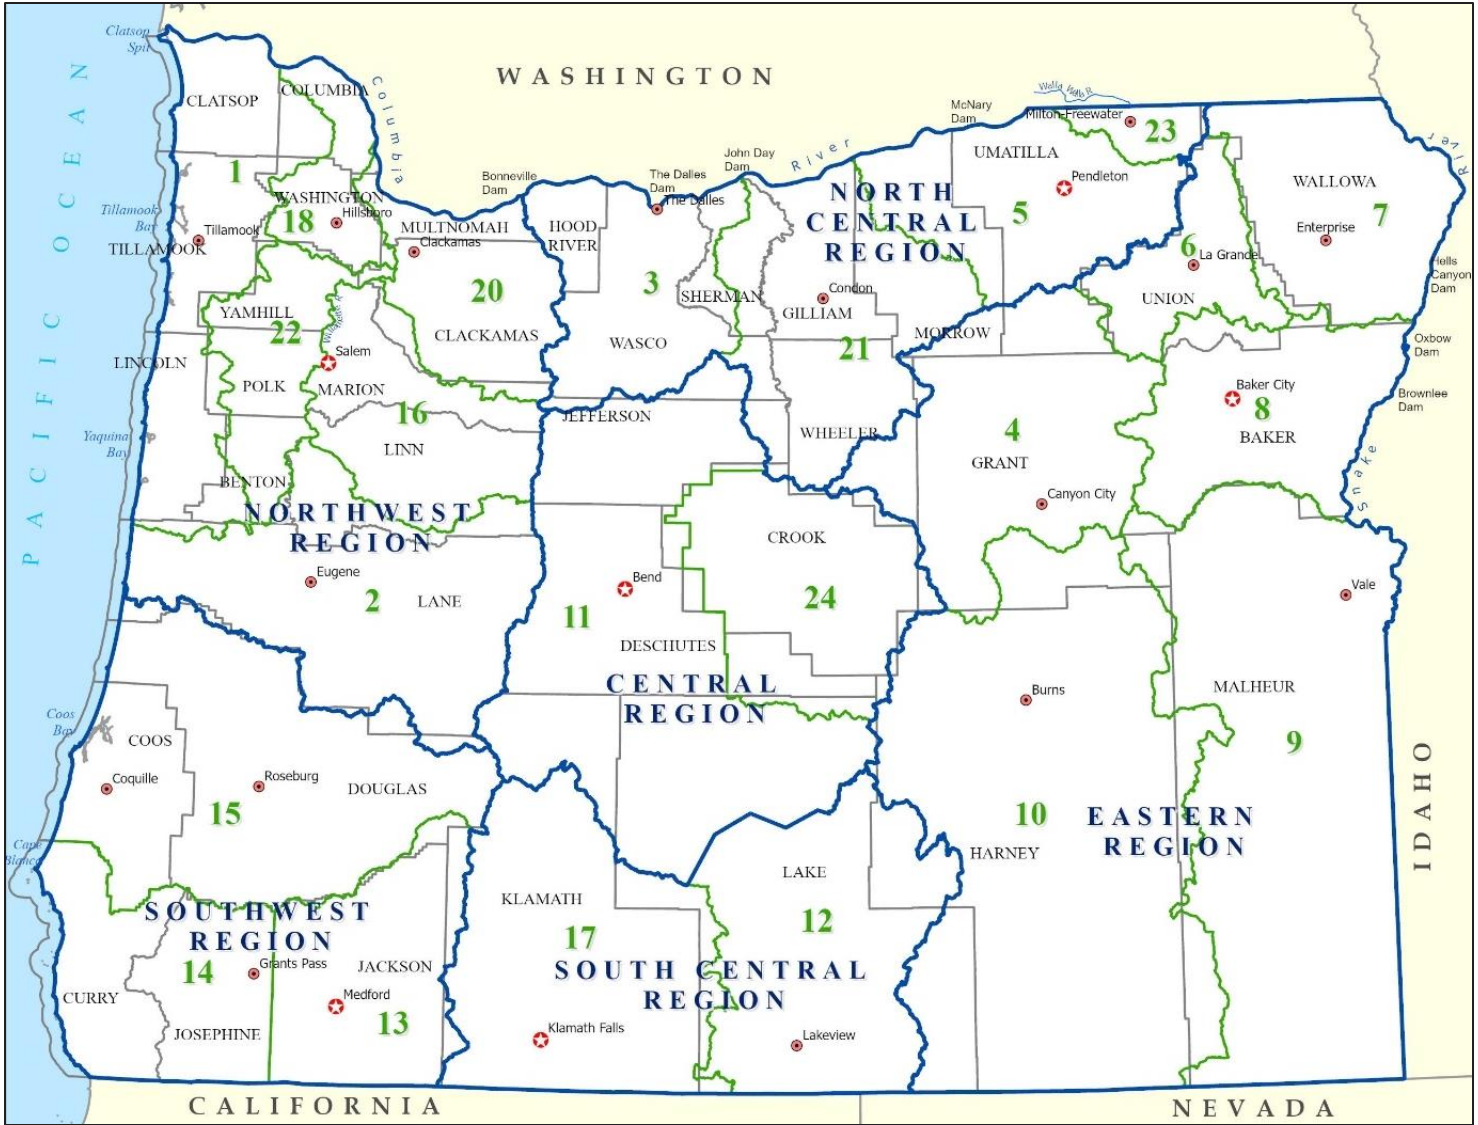 Clatsop
Spit
WASHINGTON
COLUMBIA
CLATSOP
Columbia
Walla Walla R
McNary
Dam
Milton-Freewater
23
River
UMATILLA
John Day
Dam
River
1
Bonneville
Dam
The Dalles
Dam
The Dalles
Pendleton
WALLOWA
WASHINGTON
Hillsboro
18
NORTH
CENTRAL
REGION
5
7
Tillamook
Bay
Tillamook
TILLAMOOK
MULTNOMAH
Clackamas
HOOD
RIVER
Enterprise
6
La Grande
Hells
Canyon
Dam
20
3
SHERMAN
Condon
GILLIAM
UNION
YAMHILL
22
CLACKAMAS
WASCO
MORROW
21
Oxbow
Dam
LINCOLN
Salem
POLK
MARION
16
JEFFERSON
Baker City
8
BAKER
Brownlee
Dam
Yaquina
Bay
LINN
WHEELER
4
GRANT
Snake
BENTON
NORTHWEST
REGION
Canyon City
CROOK
PACIFIC OCEAN
Eugene
2
LANE
Bend
11
24
Vale
DESCHUTES
CENTRAL
REGION
Burns
MALHEUR
Coos
Bay
COOS
9
Coquille
Roseburg
DOUGLAS
15
10
EASTERN
REGION
IDAHO
Cape
Blanco
HARNEY
LAKE
KLAMATH
12
SOUTHWEST
REGION
17
14
Grants Pass
JACKSON
SOUTH CENTRAL
REGION
CURRY
Medford
13
JOSEPHINE
Klamath Falls
Lakeview
CALIFORNIA
NEVADA